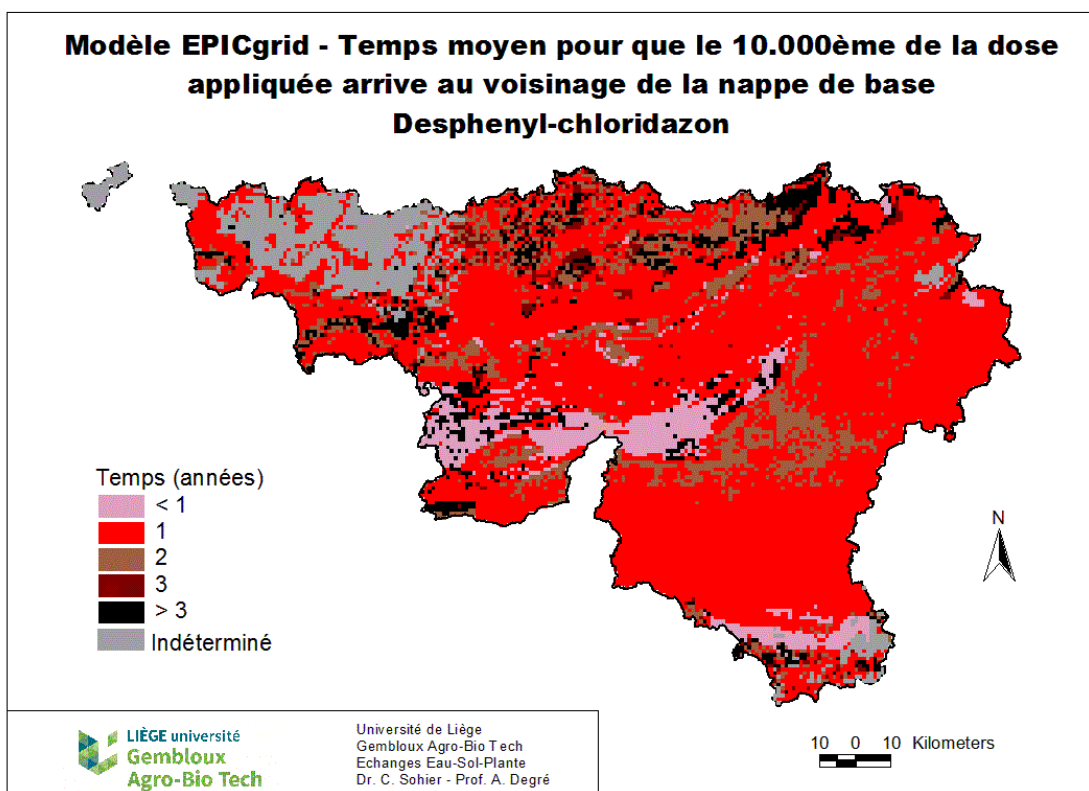 Modèle EPICgrid - Temps moyen pour que le 10.000ème de la dose
appliquée arrive au voisinage de la nappe de base
Desphenyl-chloridazon
Temps (années)
< 1
1
2
3
> 3
Indéterminé
N
10 0 10 Kilometers
LIÈGE université
Gembloux
Agro-Bio Tech
Université de Liège
Gembloux Agro-Bio Tech
Echanges Eau-Sol-Plante
Dr. C. Sohier - Prof. A. Degré